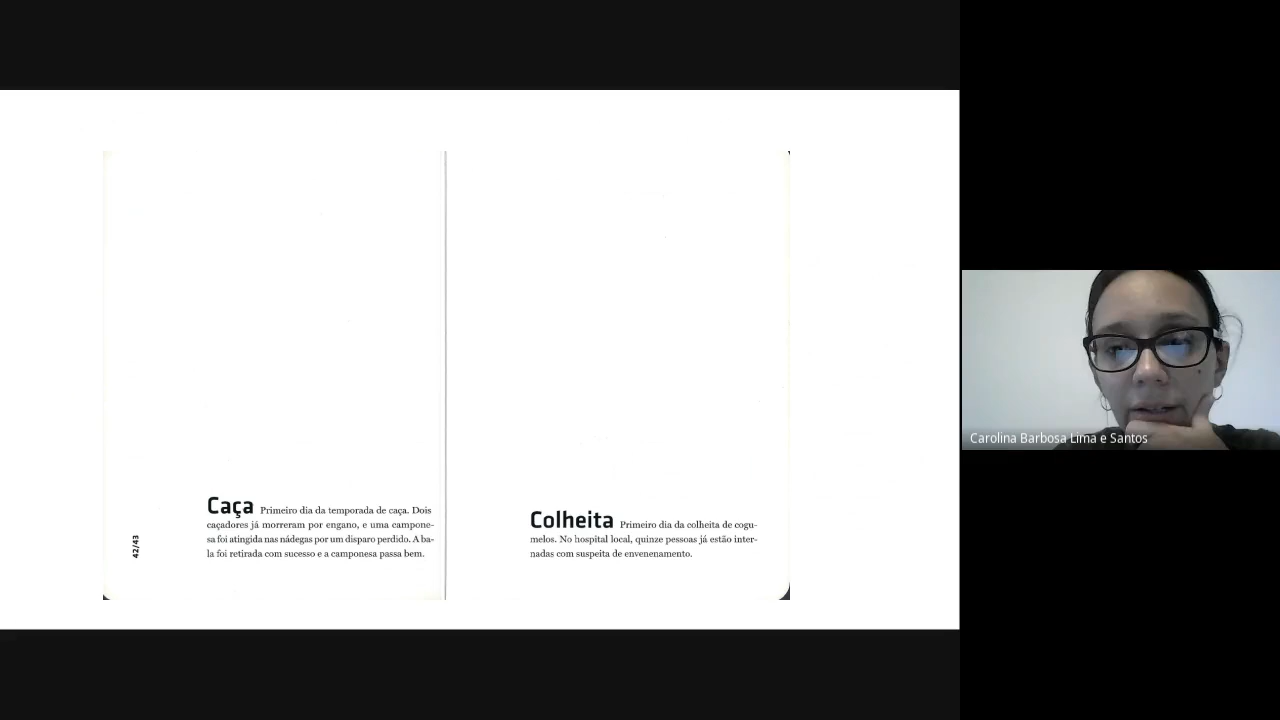 Caça Primeiro dia da temporada de caça. Dois
caçadores já morreram por engano, e uma campone-
sa foi atingida nas nádegas por um disparo perdido. A ba-
la foi retirada com sucesso e a camponesa passa bem.
42/43
Colheita Primeiro dia da colheita de cogu-
melos. No hospital local, quinze pessoas já estão inter-
nadas com suspeita de envenenamento.
Carolina Barbosa Lima e Santos